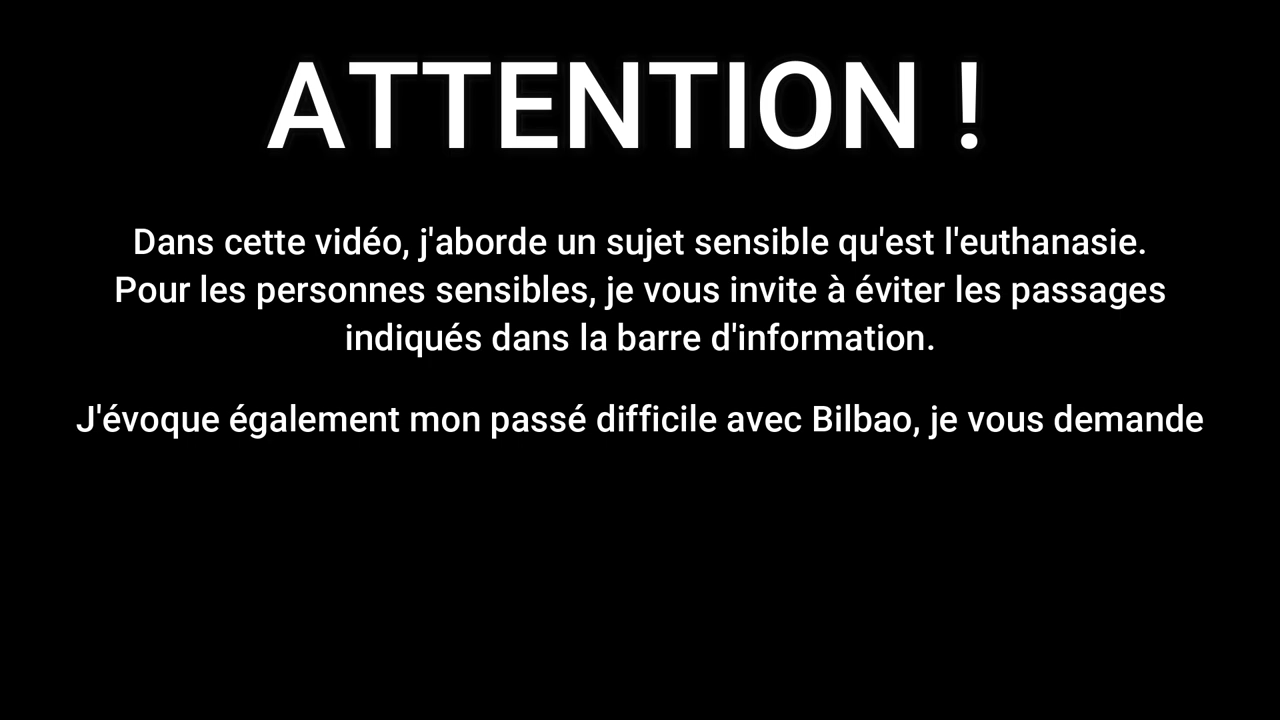 ATTENTION !
Dans cette vidéo, j'aborde un sujet sensible qu'est l'euthanasie.
Pour les personnes sensibles, je vous invite à éviter les passages
indiqués dans la barre d'information.
J'évoque également mon passé difficile avec Bilbao, je vous demande